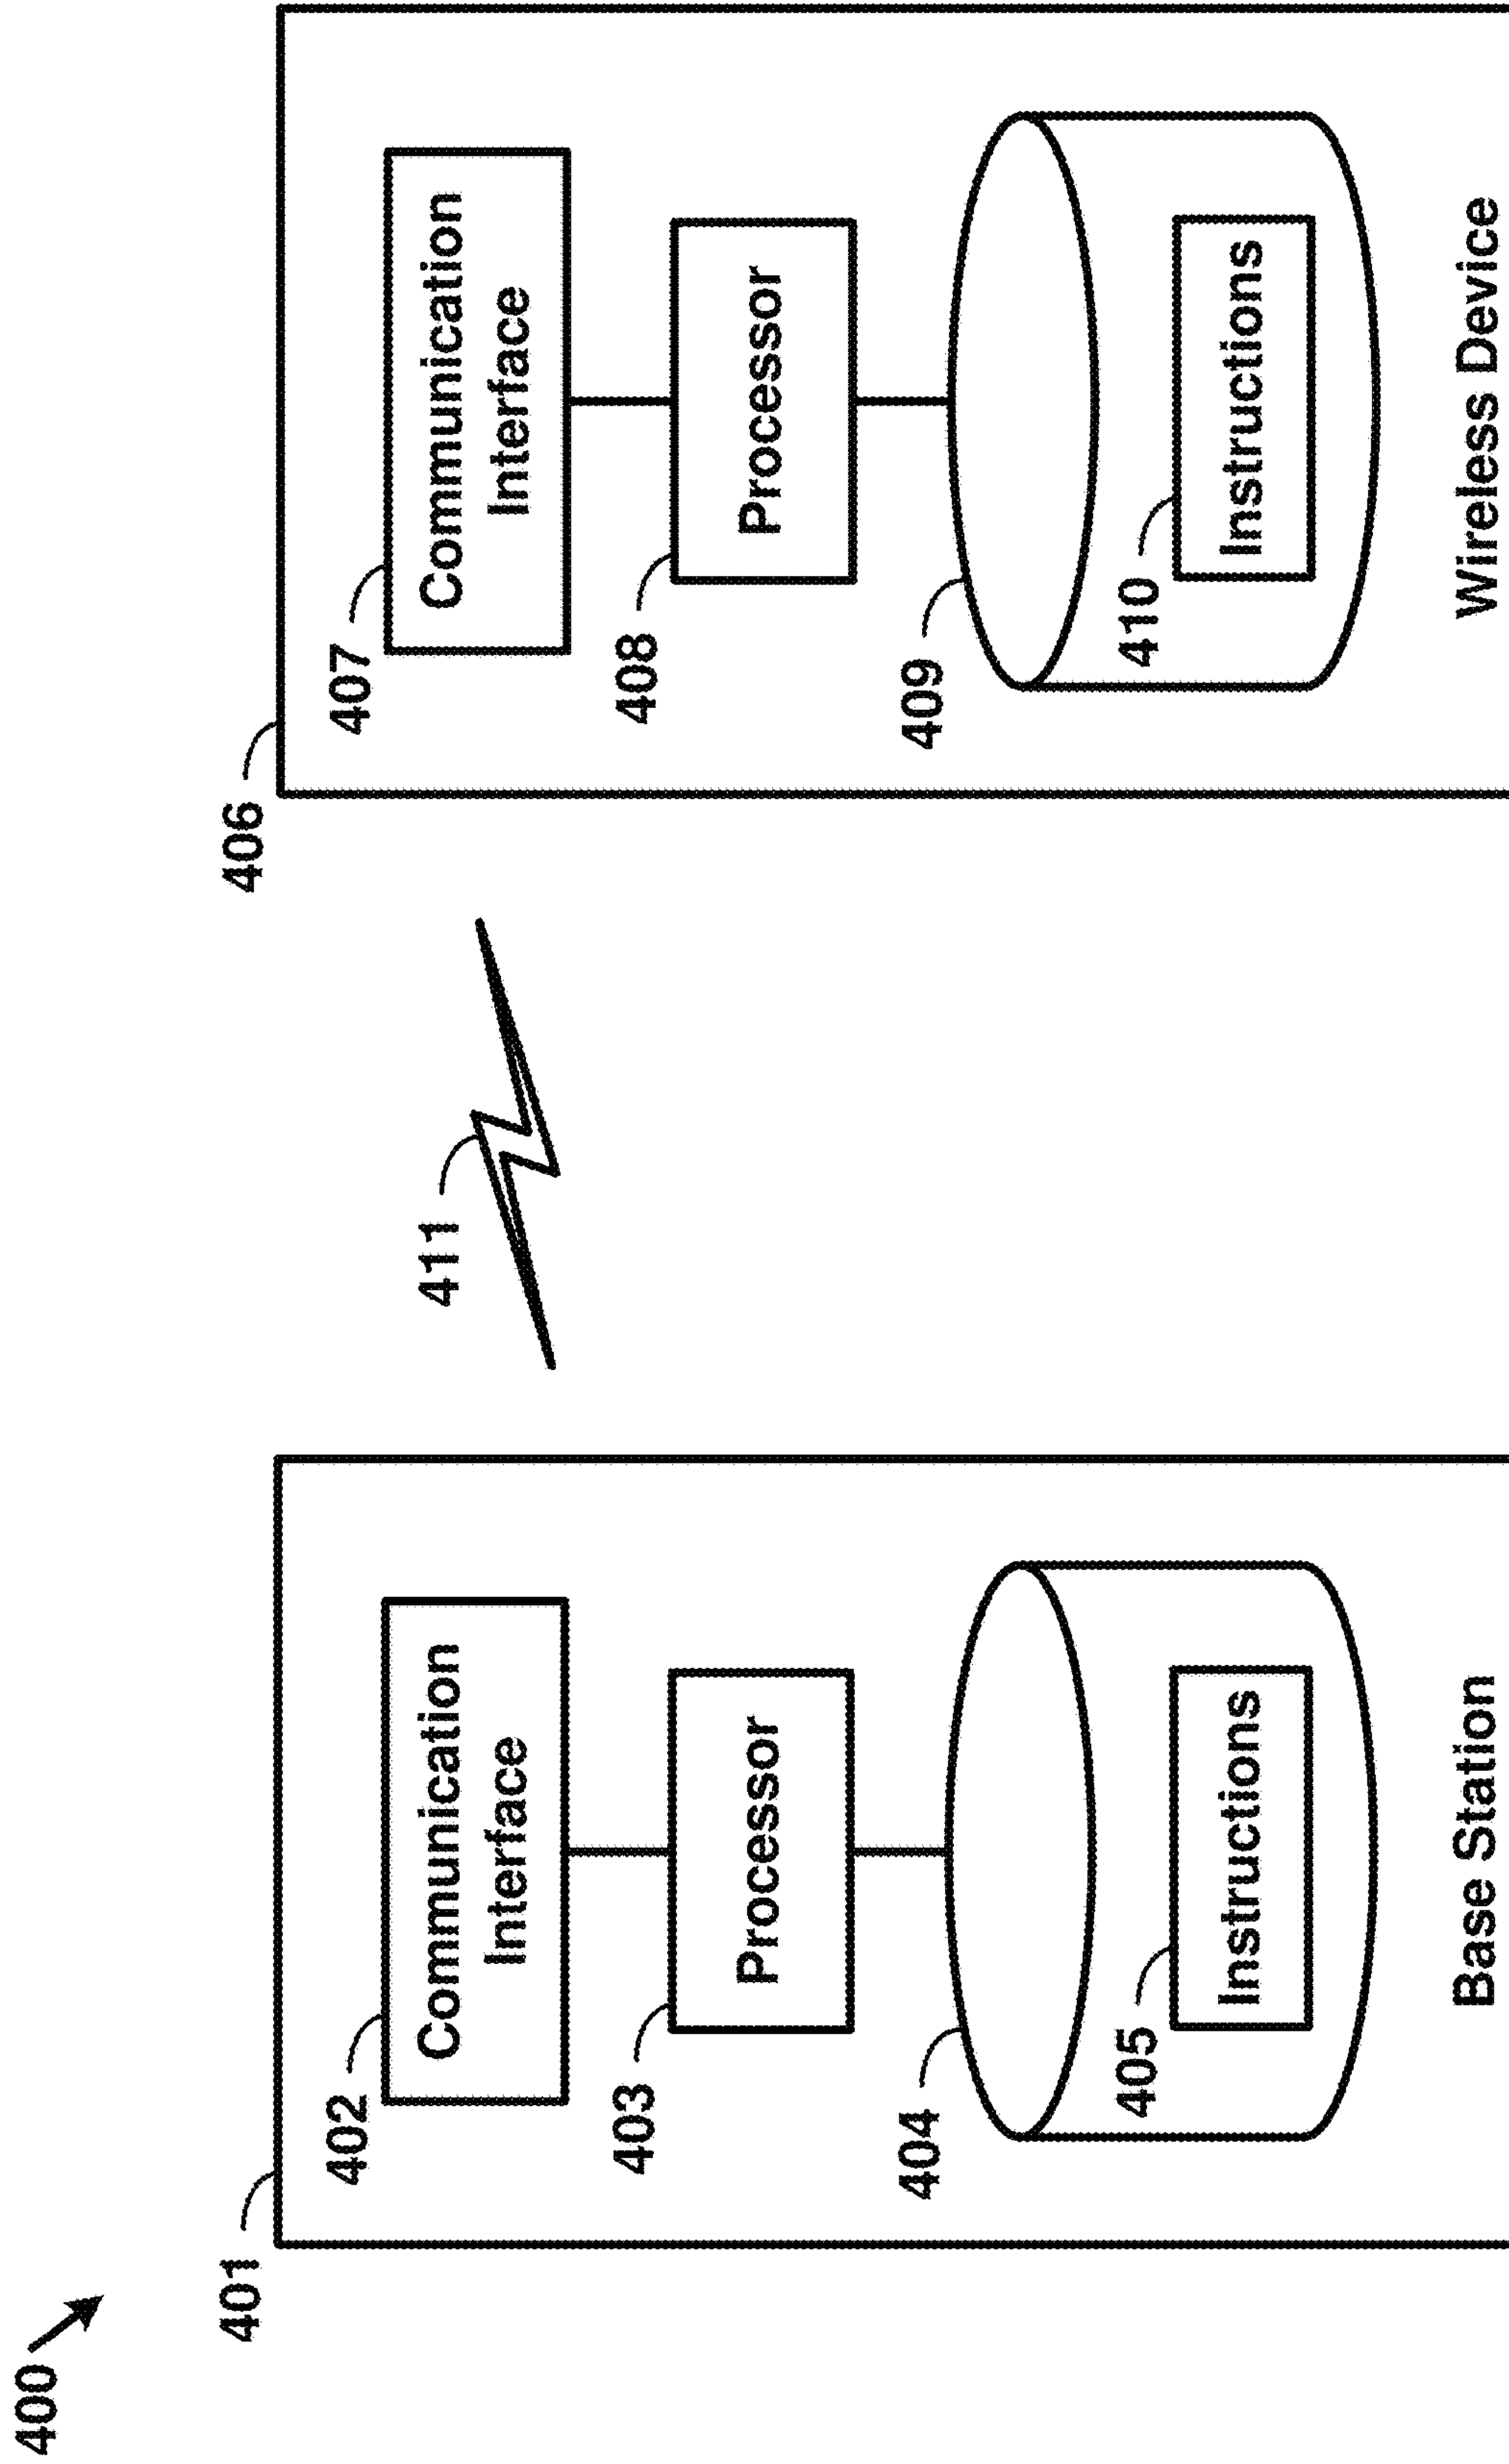 400
401
402
Communication
Interface
403
Processor
404
405
Instructions
Base Station
411
406
407
Communication
Interface
408
Processor
409
410
Instructions
Wireless Device